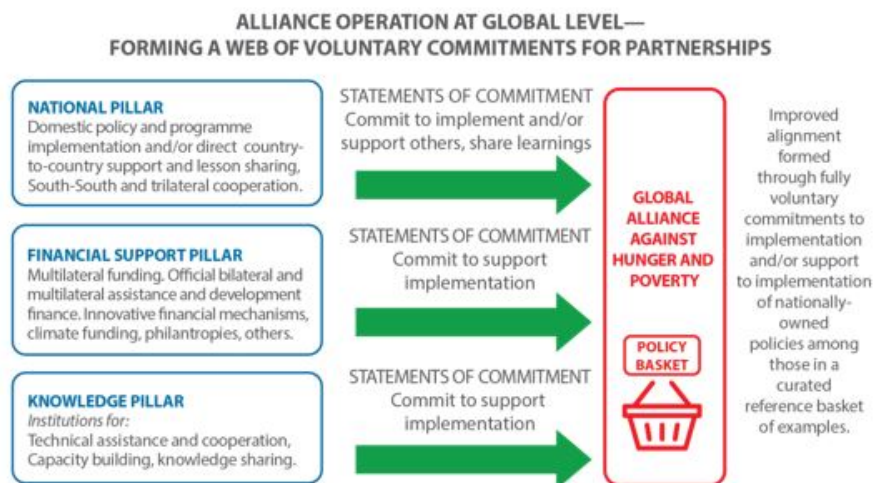 ALLIANCE OPERATION AT GLOBAL LEVEL—
FORMING A WEB OF VOLUNTARY COMMITMENTS FOR PARTNERSHIPS
NATIONAL PILLAR
Domestic policy and programme
implementation and/or direct country-
to-country support and lesson sharing,
South-South and trilateral cooperation.
STATEMENTS OF COMMITMENT
Commit to implement and/or
support others, share learnings
FINANCIAL SUPPORT PILLAR
Multilateral funding. Official bilateral and
multilateral assistance and development
finance. Innovative financial mechanisms,
climate funding, philantropies, others.
STATEMENTS OF COMMITMENT
Commit to support
implementation
KNOWLEDGE PILLAR
Institutions for:
Technical assistance and cooperation,
Capacity building, knowledge sharing.
STATEMENTS OF COMMITMENT
Commit to support
implementation
GLOBAL
ALLIANCE
AGAINST
HUNGER AND
POVERTY
POLICY
BASKET
Improved
alignment
formed
through fully
voluntary
commitments to
implementation
and/or support
to implementation
of nationally-
owned
policies among
those in a
curated
reference basket
of examples.